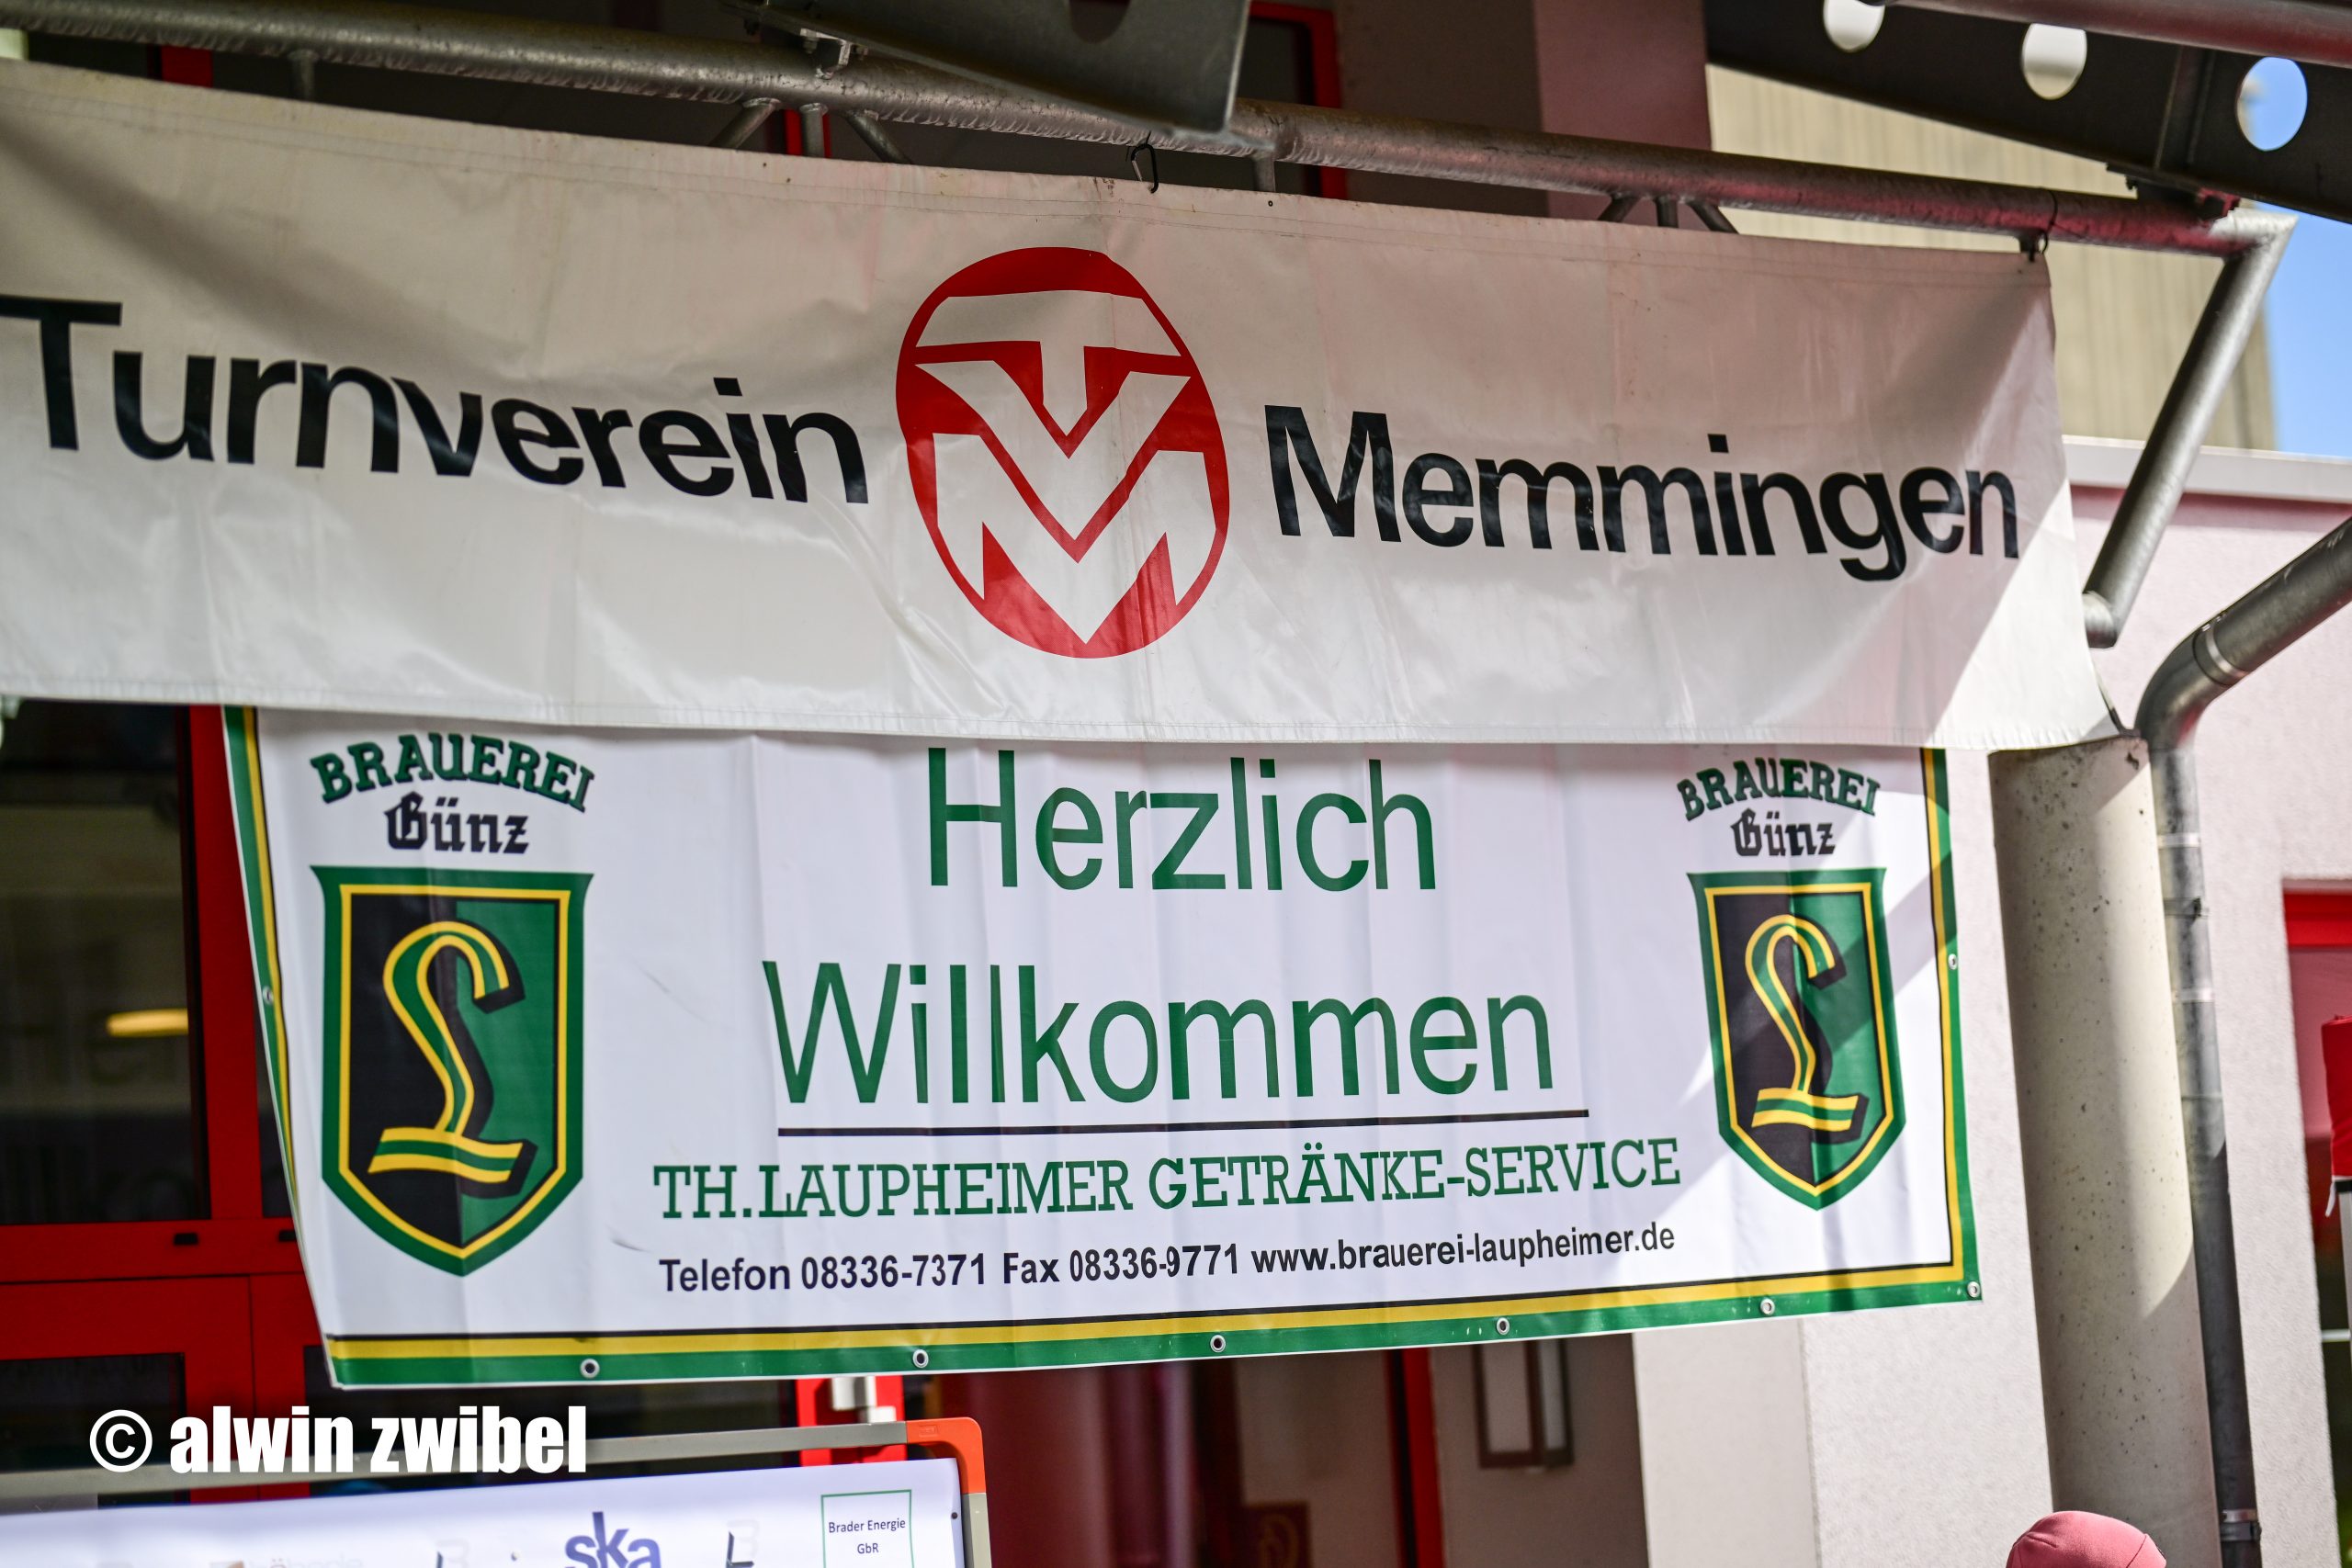 Turnverein TVM Memmingen
BRAUEREI
Günz
L
Herzlich
Willkommen
TH.LAUPHEIMER GETRÄNKE-SERVICE
Telefon 08336-7371 Fax 08336-9771 www.brauerei-laupheimer.de
BRAUEREI
Günz
L
© alwin zwibel
ska
Brader Energie
GbR